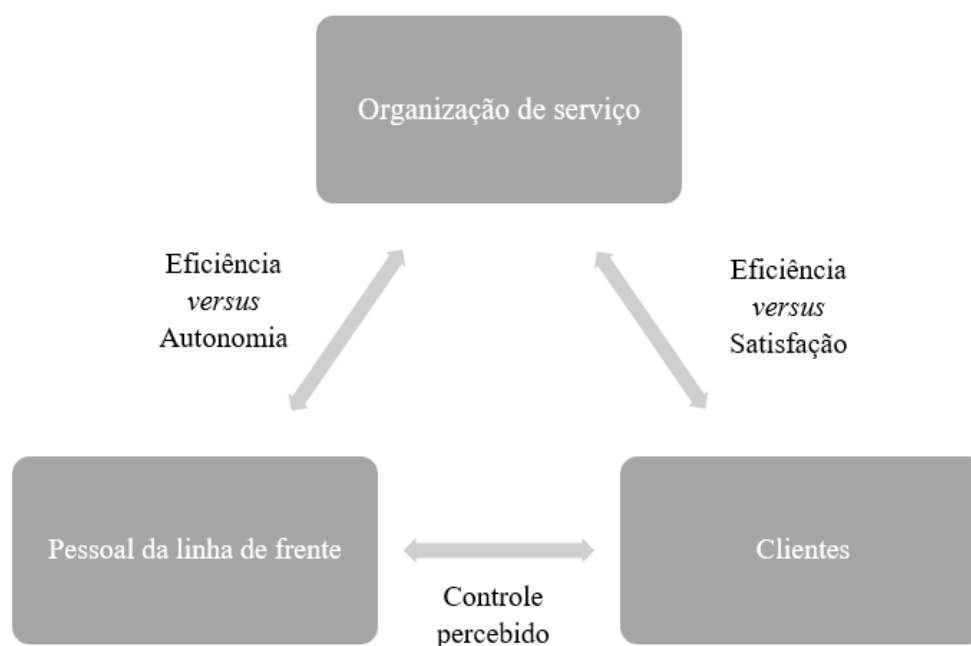 Organização de serviço
Eficiência
versus
Autonomia
Eficiência
versus
Satisfação
Pessoal da linha de frente
Clientes
Controle
percebido